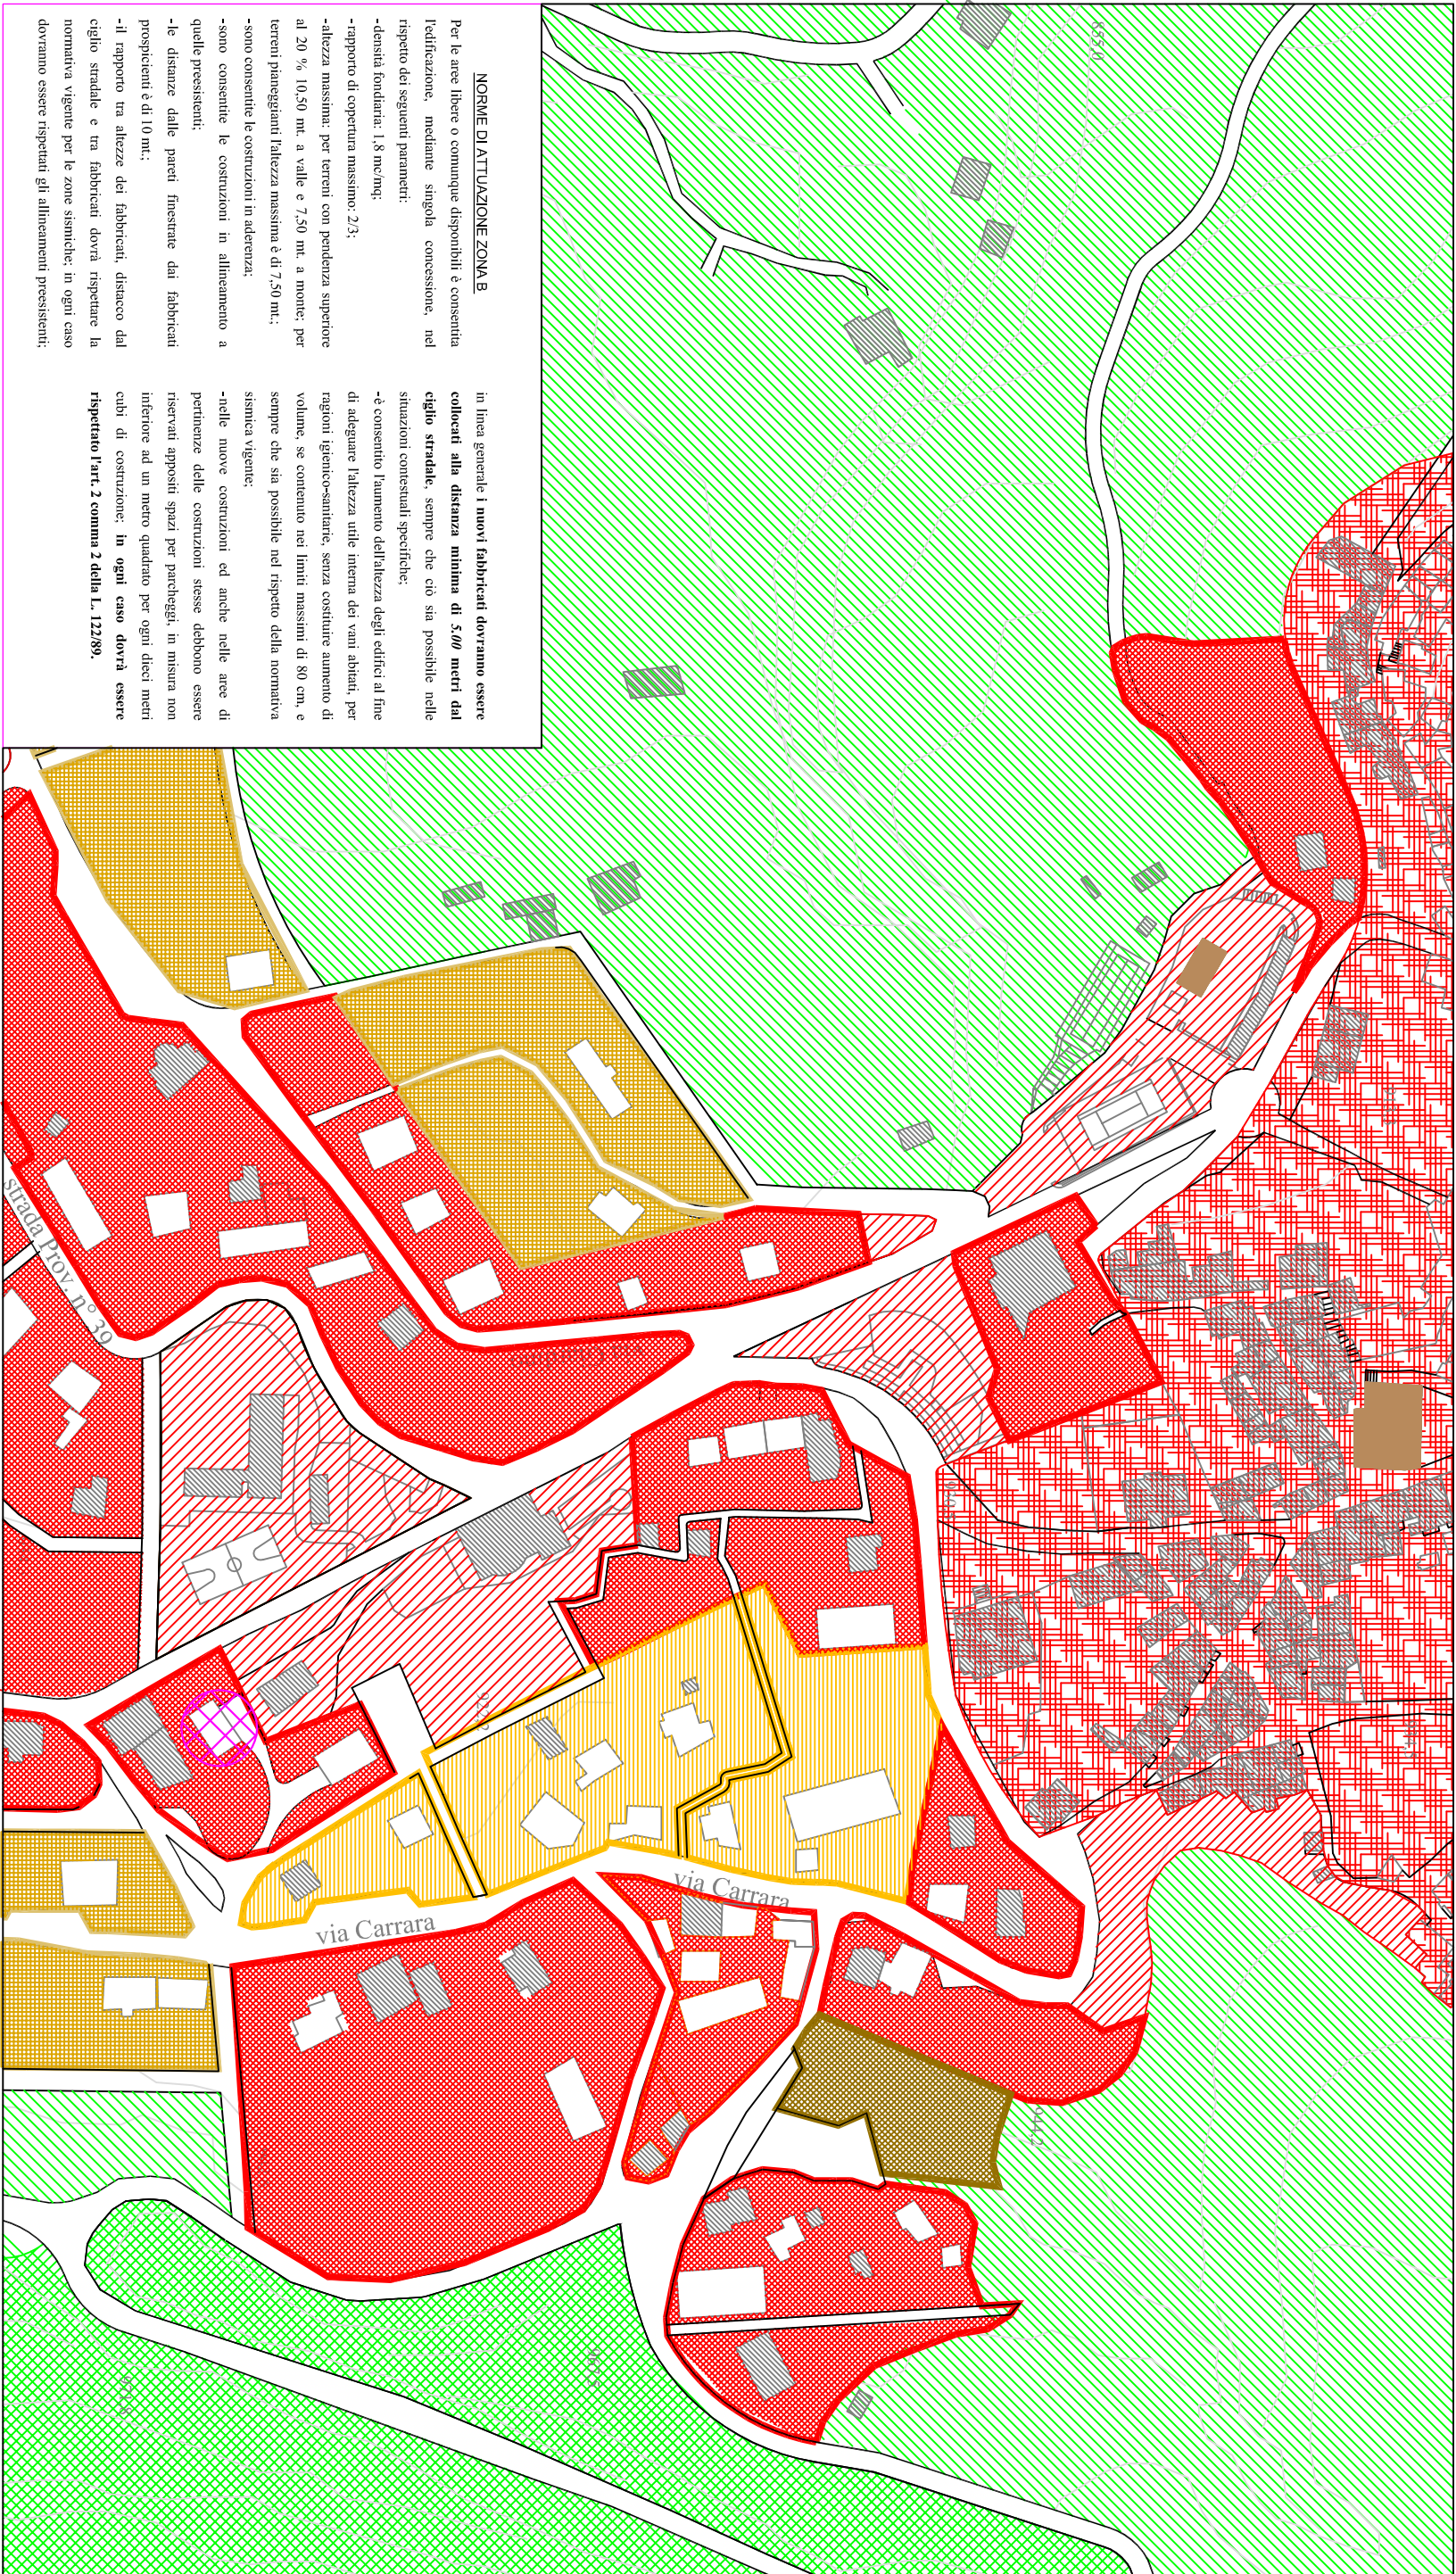 NORME DI ATTUAZIONE ZONA B
Per le aree libere o comunque disponibili è consentita
l'edificazione, mediante singola concessione, nel
rispetto dei seguenti parametri:
-densità fondiaria: 1,8 mc/mq;
-rapporto di copertura massimo: 2/3;
-altezza massima: per terreni con pendenza superiore
al 20 % 10,50 mt. a valle e 7,50 mt. a monte; per
terreni pianeggianti l'altezza massima è di 7,50 mt.;
-sono consentite le costruzioni in aderenza;
-sono consentite le costruzioni in allineamento a
quelle preesistenti;
-le distanze dalle pareti finestrate dai fabbricati
prospicienti è di 10 mt.;
-il rapporto tra altezze dei fabbricati, distacco dal
ciglio stradale e tra fabbricati dovrà rispettare la
normativa vigente per le zone sismiche; in ogni caso
dovranno essere rispettati gli allineamenti preesistenti;
in linea generale i nuovi fabbricati dovranno essere
collocati alla distanza minima di 5.00 metri dal
ciglio stradale, sempre che ciò sia possibile nelle
situazioni contestuali specifiche;
-è consentito l'aumento dell'altezza degli edifici al fine
di adeguare l'altezza utile interna dei vani abitati, per
ragioni igienico-sanitarie, senza costituire aumento di
volume, se contenuto nei limiti massimi di 80 cm, e
sempre che sia possibile nel rispetto della normativa
sismica vigente;
-nelle nuove costruzioni ed anche nelle aree di
pertinenze delle costruzioni stesse debbono essere
riservati appositi spazi per parcheggi, in misura non
inferiore ad un metro quadrato per ogni dieci metri
cubi di costruzione; in ogni caso dovrà essere
rispettato l'art. 2 comma 2 della L. 122/89.
855,0
strada Prov. n° 39
922,2
via Carrara
via Carrara
944,2
967,5
971,8